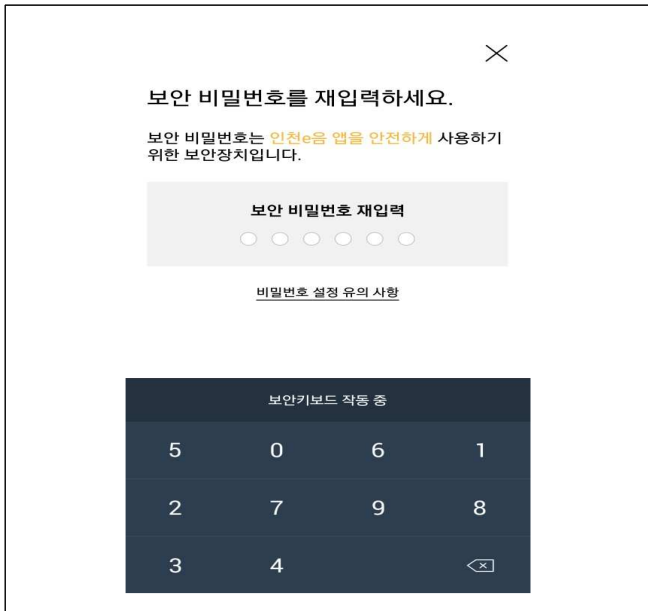 보안 비밀번호를 재입력하세요.
보안 비밀번호는 인천e음 앱을 안전하게 사용하기
위한 보안장치입니다.
보안 비밀번호 재입력
비밀번호 설정 유의 사항
보안키보드 작동 중
5 0 6 1
2 7 9 8
3 4